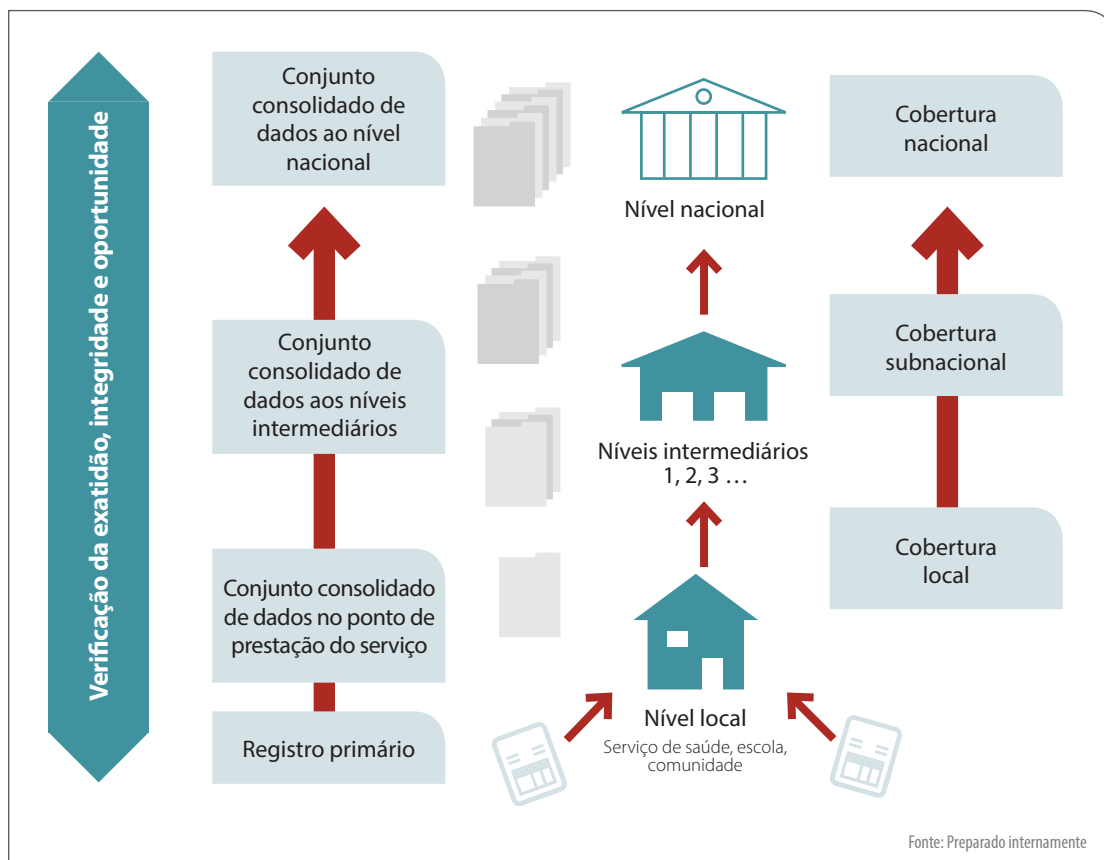 Verificação da exatidão, integridade e oportunidade
Conjunto
consolidado de
dados ao nível
nacional
Conjunto
consolidado de
dados aos níveis
intermediários
Conjunto consolidado
de dados no ponto de
prestação do serviço
Registro primário
Nível nacional
Níveis intermediários
1, 2, 3 …
Nível local
Serviço de saúde, escola,
comunidade
Cobertura
nacional
Cobertura
subnacional
Cobertura
local
Fonte: Preparado internamente